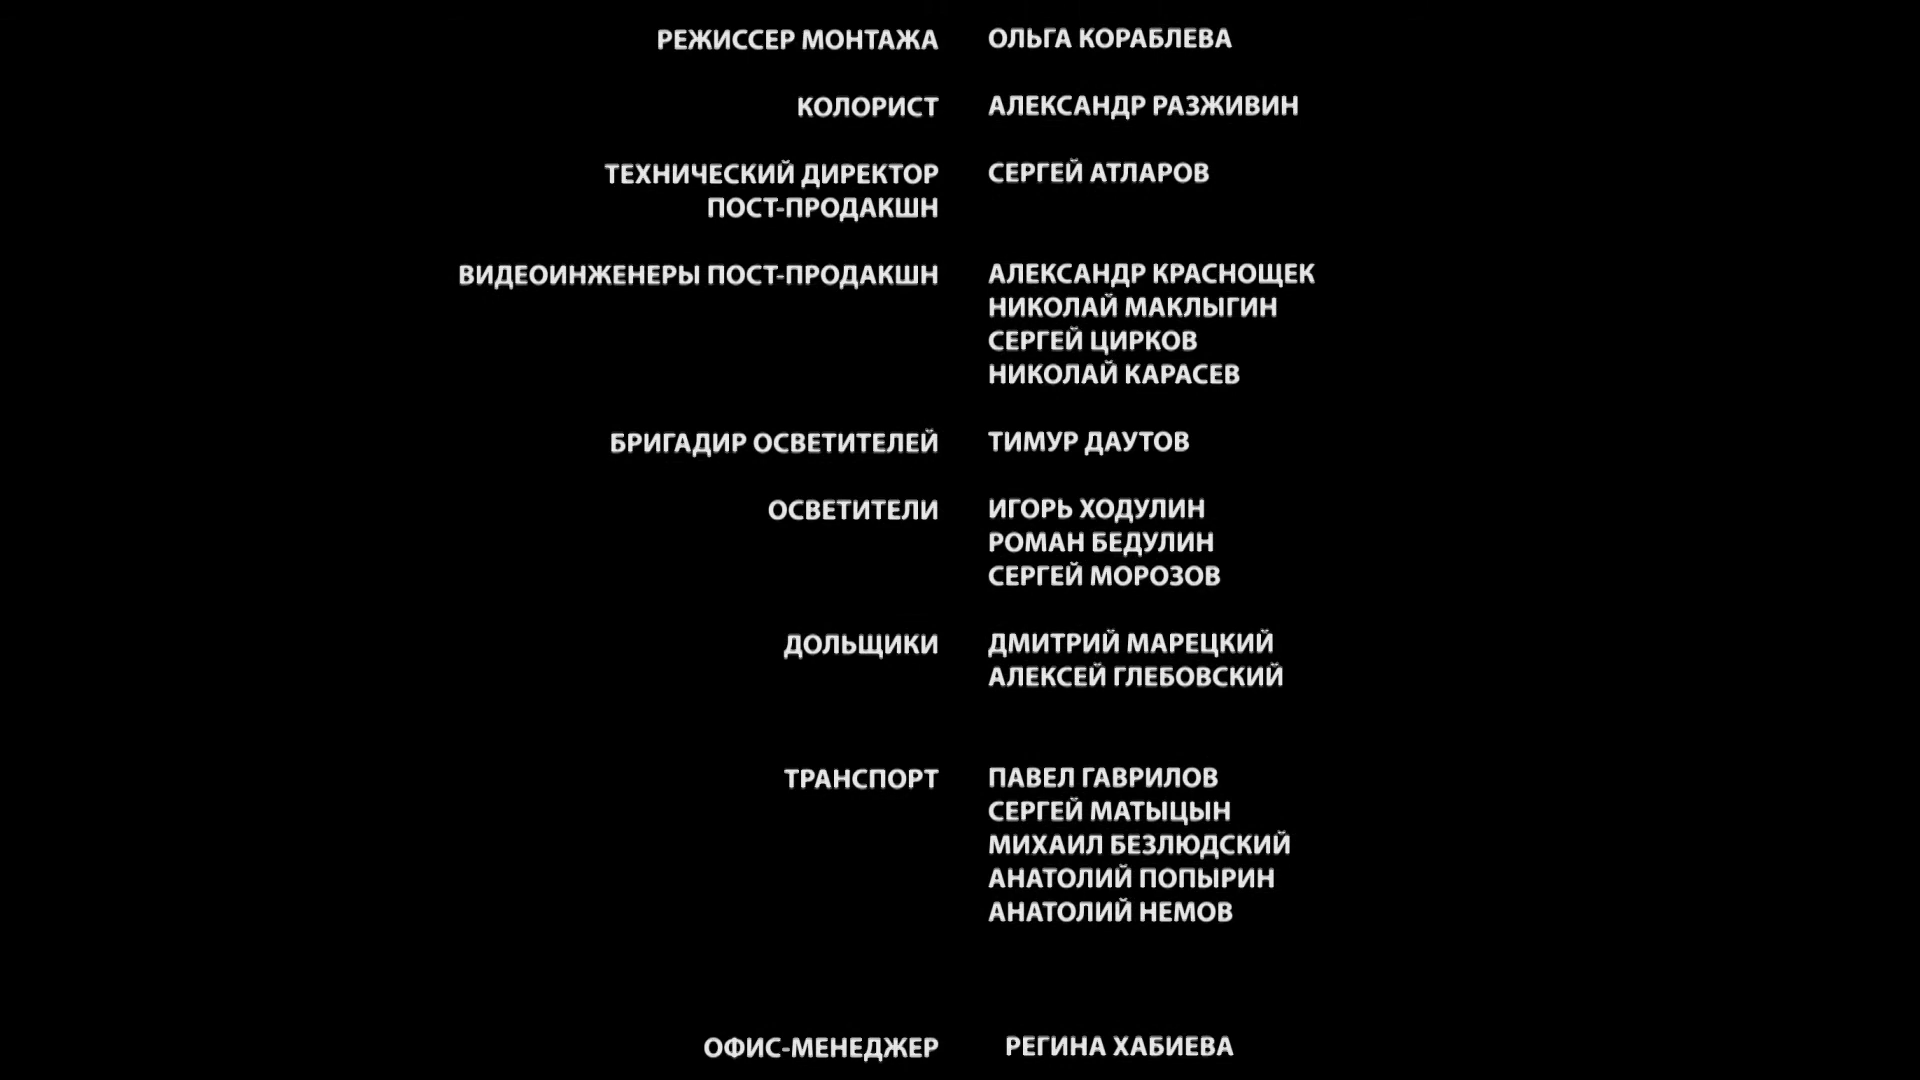 РЕЖИССЕР МОНТАЖА ОЛЬГА КОРАБЛЕВА
КОЛОРИСТ АЛЕКСАНДР РАЗЖИВИН
ТЕХНИЧЕСКИЙ ДИРЕКТОР СЕРГЕЙ АТЛАРОВ
ПОСТ-ПРОДАКШН
ВИДЕОИНЖЕНЕРЫ ПОСТ-ПРОДАКШН АЛЕКСАНДР КРАСНОЩЕК
НИКОЛАЙ МАКЛЫГИН
СЕРГЕЙ ЦИРКОВ
НИКОЛАЙ КАРАСЕВ
БРИГАДИР ОСВЕТИТЕЛЕЙ ТИМУР ДАУТОВ
ОСВЕТИТЕЛИ ИГОРЬ ХОДУЛИН
РОМАН БЕДУЛИН
СЕРГЕЙ МОРОЗОВ
ДОЛЬЩИКИ ДМИТРИЙ МАРЕЦКИЙ
АЛЕКСЕЙ ГЛЕБОВСКИЙ
ТРАНСПОРТ ПАВЕЛ ГАВРИЛОВ
СЕРГЕЙ МАТЫЦЫН
МИХАИЛ БЕЗЛЮДСКИЙ
АНАТОЛИЙ ПОПЫРИН
АНАТОЛИЙ НЕМОВ
ОФИС-МЕНЕДЖЕР РЕГИНА ХАБИЕВА